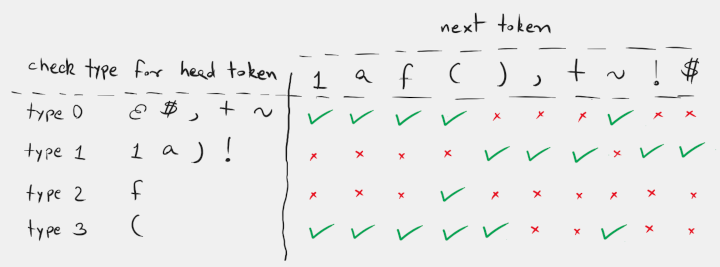 next token
check type for head token 1 a f ( ) , + ~ ! $
type 0 ε $ , + ~ ✓ ✓ ✓ ✓ × × × ✓ × ×
type 1 1 a ) ! × × × × ✓ ✓ ✓ × ✓ ✓
type 2 f × × × ✓ × × × × × ×
type 3 ( ✓ ✓ ✓ ✓ ✓ × × ✓ × ×